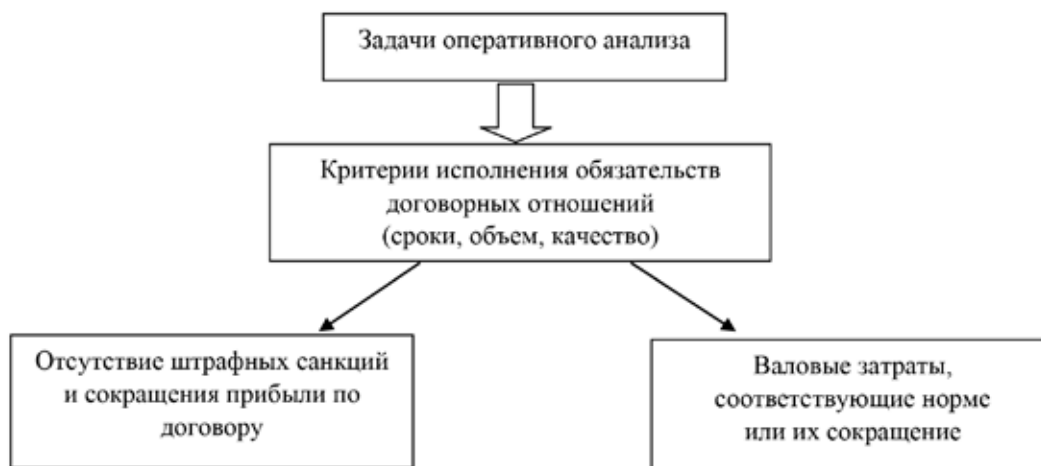 Задачи оперативного анализа
Критерии исполнения обязательств
договорных отношений
(сроки, объем, качество)
Отсутствие штрафных санкций
и сокращения прибыли по
договору
Валовые затраты,
соответствующие норме
или их сокращение